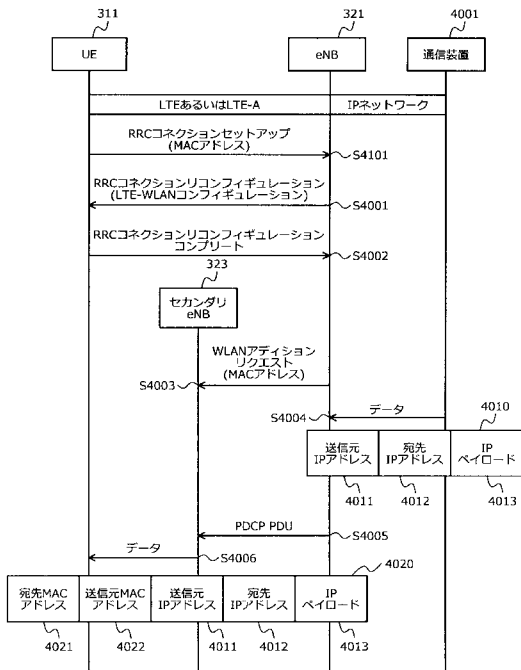 311
321
4001
UE
eNB
通信装置
LTEあるいはLTE-A
IPネットワーク
RRCコネクションセットアップ
(MACアドレス)
S4101
RRCコネクションリコンフィギュレーション
(LTE-WLANコンフィギュレーション)
S4001
RRCコネクションリコンフィギュレーション
コンプリート
S4002
323
セカンダリ
eNB
WLANアディション
リクエスト
(MACアドレス)
S4003
データ
S4004
4010
送信元
IPアドレス
宛先
IPアドレス
IP
ペイロード
4011
4012
4013
PDCP PDU
S4005
データ
S4006
4020
宛先MAC
アドレス
送信元MAC
アドレス
送信元
IPアドレス
宛先
IPアドレス
IP
ペイロード
4021
4022
4011
4012
4013